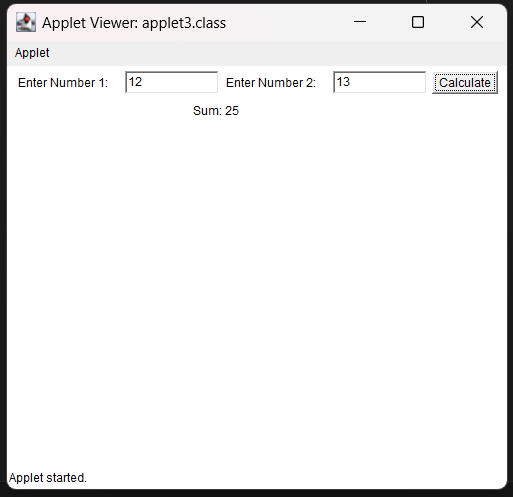 Applet Viewer: applet3.class
Applet
Enter Number 1: 12 Enter Number 2: 13 Calculate
Sum: 25
Applet started.